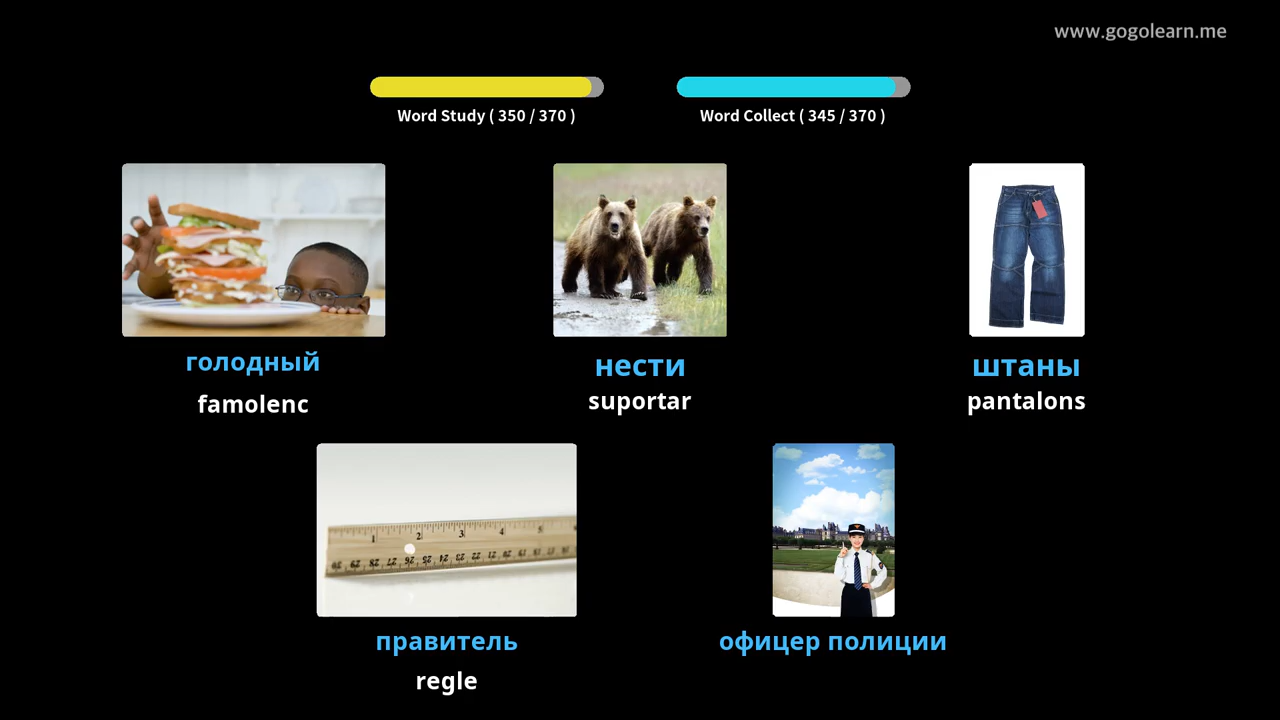 www.gogolearn.me
Word Study ( 350 / 370 )
Word Collect ( 345 / 370 )
голодный
famolenc
нести
suportar
штаны
pantalons
правитель
regle
офицер полиции